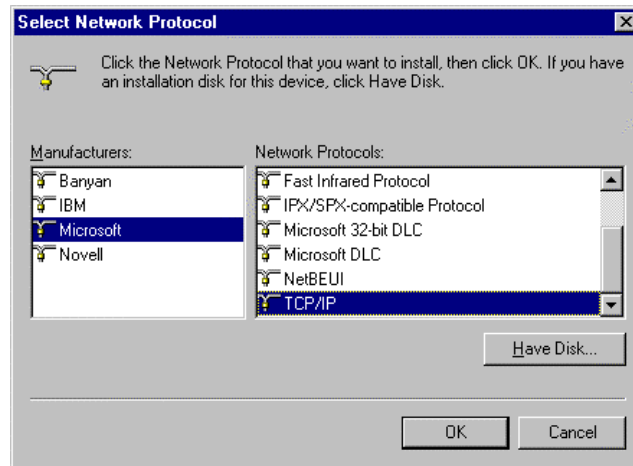 Select Network Protocol
Click the Network Protocol that you want to install, then click OK. If you have
an installation disk for this device, click Have Disk.
Manufacturers:
Banyan
IBM
Microsoft
Novell
Network Protocols:
Fast Infrared Protocol
IPX/SPX-compatible Protocol
Microsoft 32-bit DLC
Microsoft DLC
NetBEUI
TCP/IP
Have Disk...
OK
Cancel